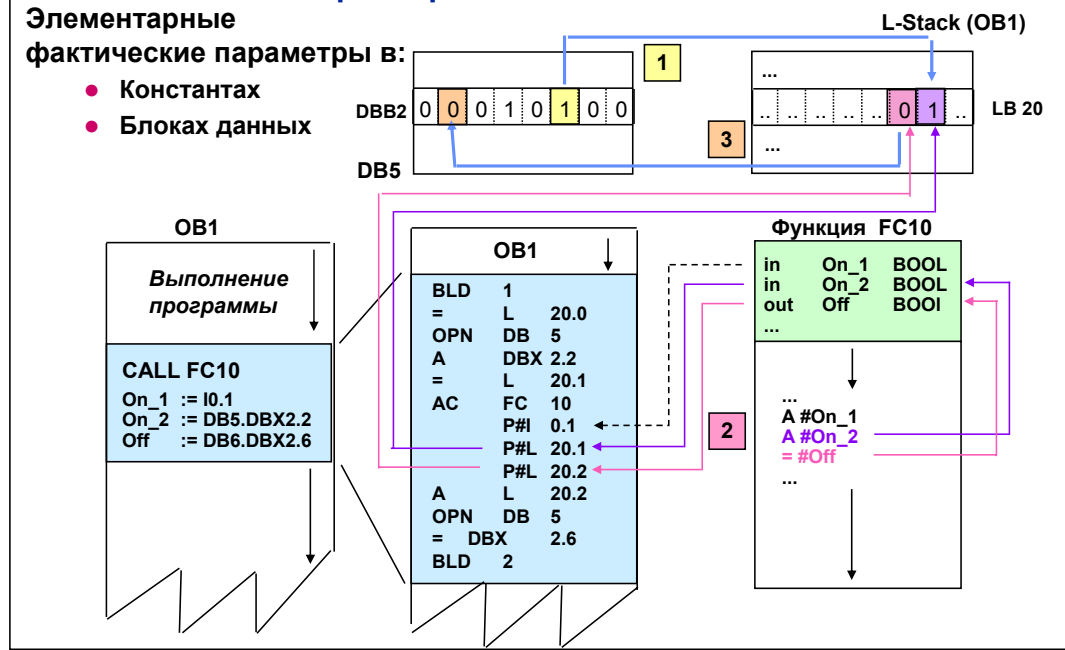 Элементарные
фактические параметры в:
● Константах
● Блоках данных
L-Stack (OB1)
1
...
DBB2 0 0 0 1 0 1 0 0
.. .. .. .. .. 0 1 .. LB 20
3
...
DB5
OB1
Выполнение
программы
CALL FC10
On_1 := I0.1
On_2 := DB5.DBX2.2
Off := DB6.DBX2.6
OB1
BLD 1
= L 20.0
OPN DB 5
A DBX 2.2
= L 20.1
AC FC 10
P#I 0.1
P#L 20.1
P#L 20.2
A L 20.2
OPN DB 5
= DBX 2.6
BLD 2
Функция FC10
in On_1 BOOL
in On_2 BOOL
out Off BOOI
...
2
...
A #On_1
A #On_2
= #Off
...